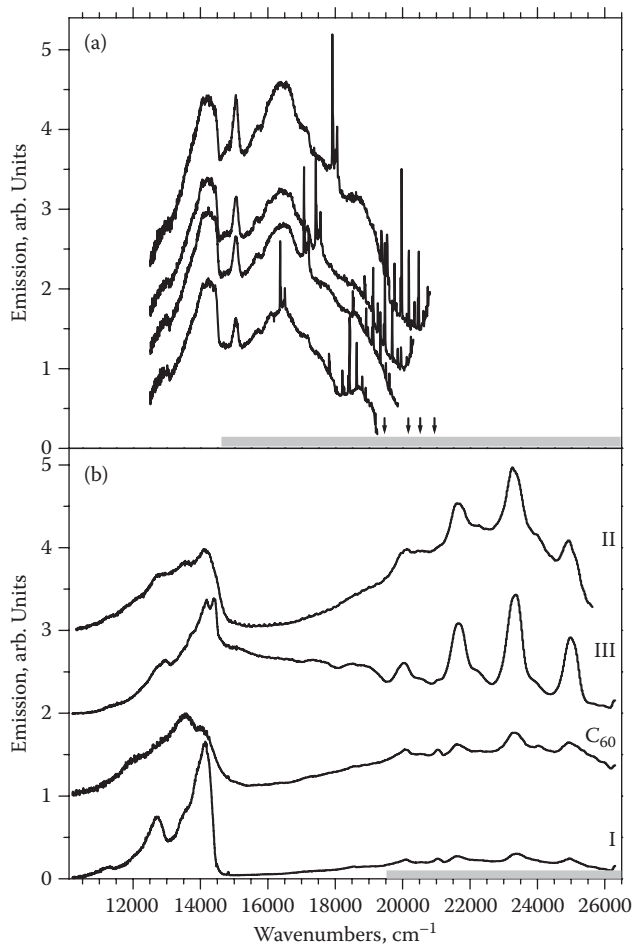 (a)
5
4
3
2
1
0
Emission, arb. Units
(b)
5
4
3
2
1
0
Emission, arb. Units
II
III
C₆₀
I
12000 14000 16000 18000 20000 22000 24000 26000
Wavenumbers, cm⁻¹